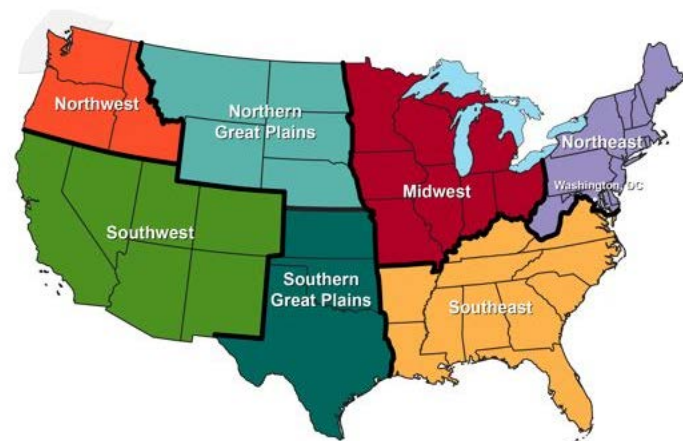 Northwest
Northern
Great Plains
Midwest
Northeast
Washington, DC
Southwest
Southern
Great Plains
Southeast